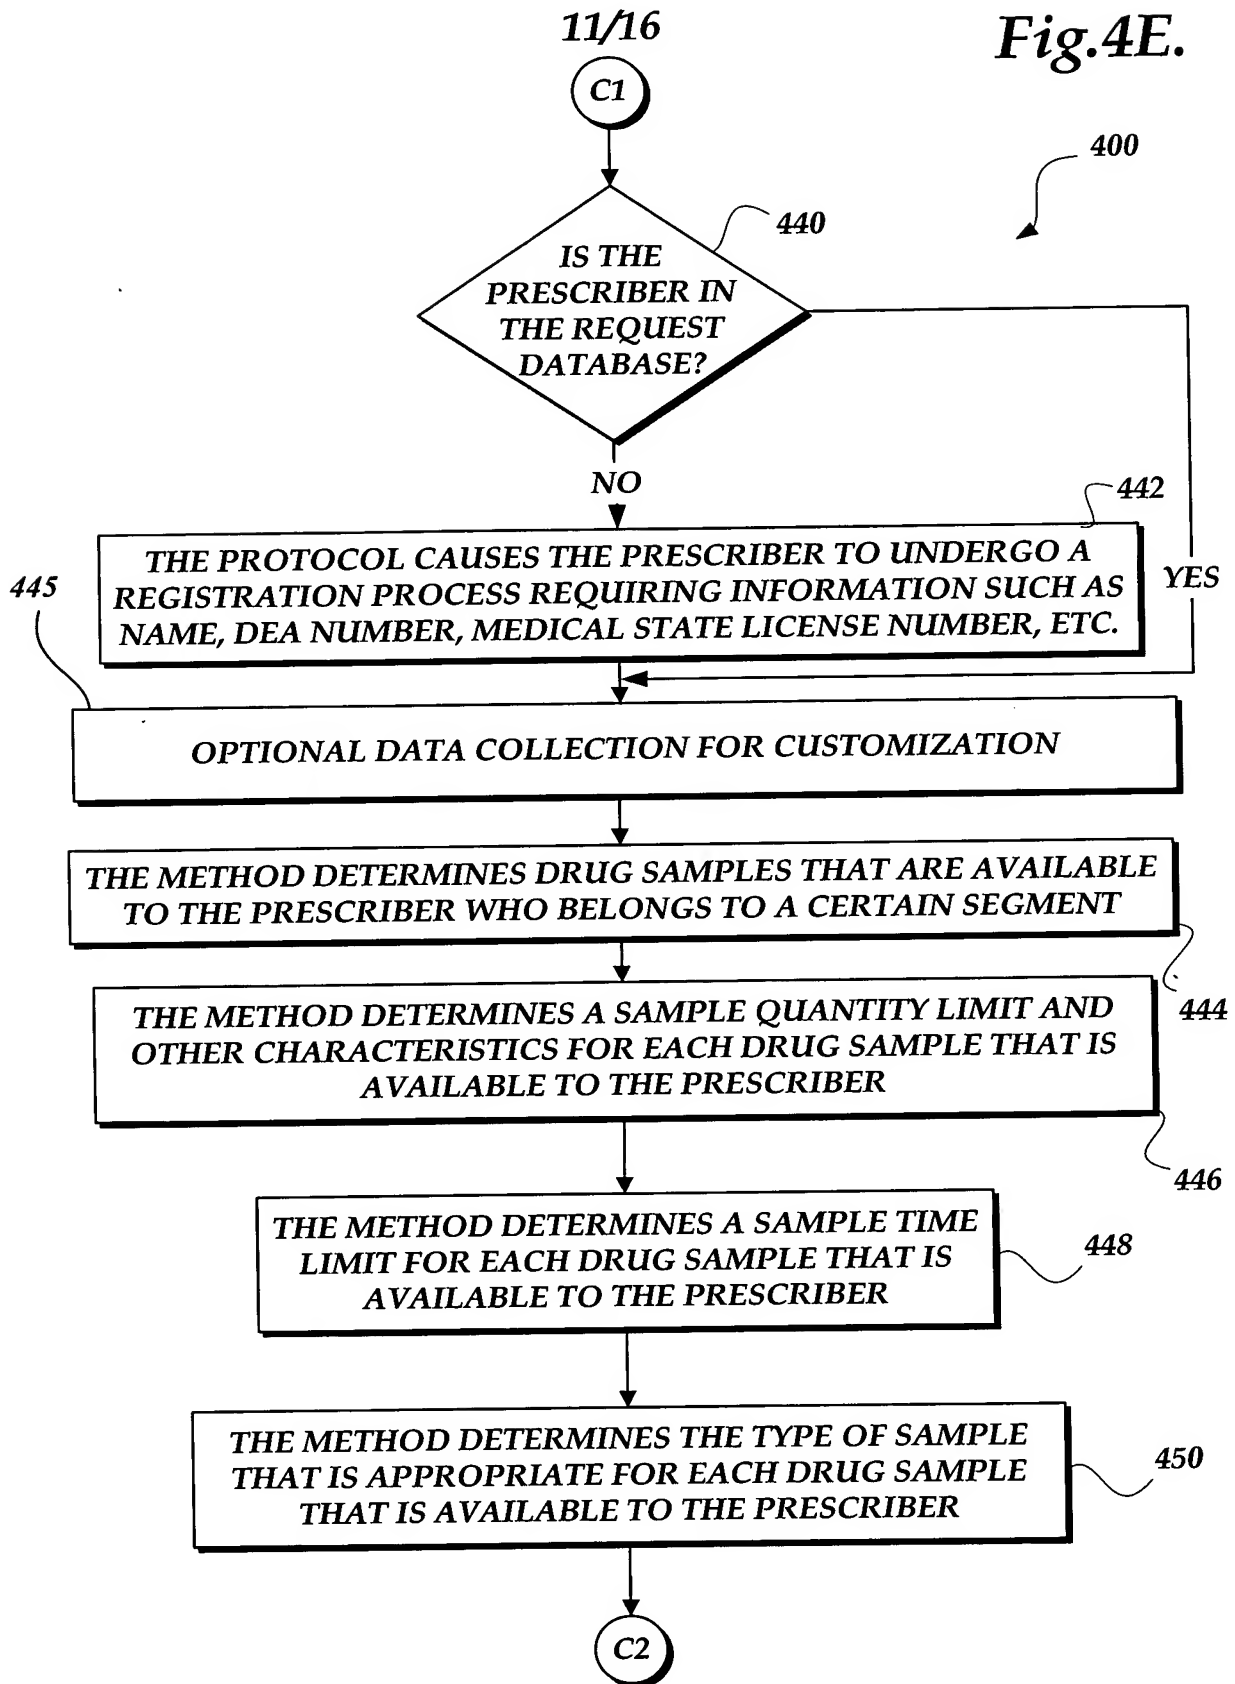 11/16
Fig.4E.
C1
400
440
IS THE
PRESCRIBER IN
THE REQUEST
DATABASE?
NO
YES
442
THE PROTOCOL CAUSES THE PRESCRIBER TO UNDERGO A
REGISTRATION PROCESS REQUIRING INFORMATION SUCH AS
NAME, DEA NUMBER, MEDICAL STATE LICENSE NUMBER, ETC.
445
OPTIONAL DATA COLLECTION FOR CUSTOMIZATION
THE METHOD DETERMINES DRUG SAMPLES THAT ARE AVAILABLE
TO THE PRESCRIBER WHO BELONGS TO A CERTAIN SEGMENT
444
THE METHOD DETERMINES A SAMPLE QUANTITY LIMIT AND
OTHER CHARACTERISTICS FOR EACH DRUG SAMPLE THAT IS
AVAILABLE TO THE PRESCRIBER
446
THE METHOD DETERMINES A SAMPLE TIME
LIMIT FOR EACH DRUG SAMPLE THAT IS
AVAILABLE TO THE PRESCRIBER
448
THE METHOD DETERMINES THE TYPE OF SAMPLE
THAT IS APPROPRIATE FOR EACH DRUG SAMPLE
THAT IS AVAILABLE TO THE PRESCRIBER
450
C2